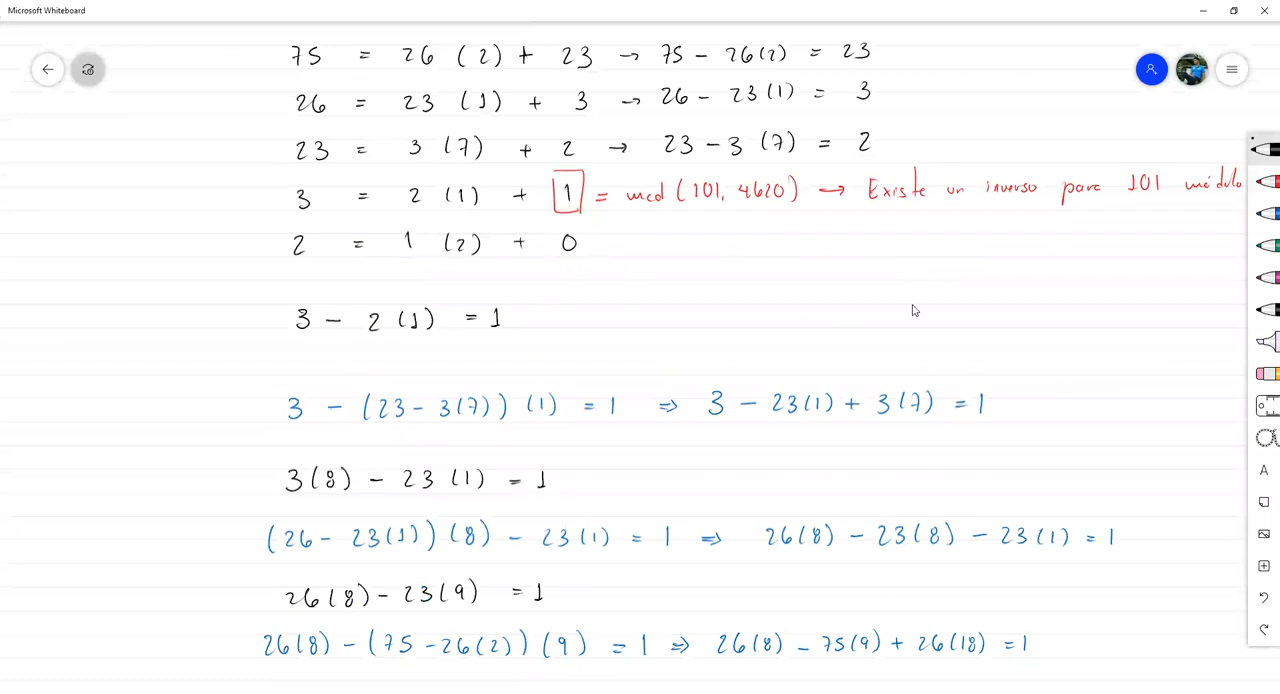 Microsoft Whiteboard
75 = 26 (2) + 23 → 75 - 26(2) = 23
26 = 23 (1) + 3 → 26 - 23(1) = 3
23 = 3 (7) + 2 → 23 - 3 (7) = 2
3 = 2 (1) + 1 = mcd (101, 4620) → Existe un inverso para 101 módulo
2 = 1 (2) + 0
3 - 2 (1) = 1
3 - (23 - 3(7)) (1) = 1 ⇒ 3 - 23(1) + 3(7) = 1
3(8) - 23 (1) = 1
(26 - 23(1)) (8) - 23(1) = 1 ⇒ 26(8) - 23(8) - 23(1) = 1
26(8) - 23(9) = 1
26(8) - (75 - 26(2)) (9) = 1 ⇒ 26(8) - 75(9) + 26(18) = 1
A